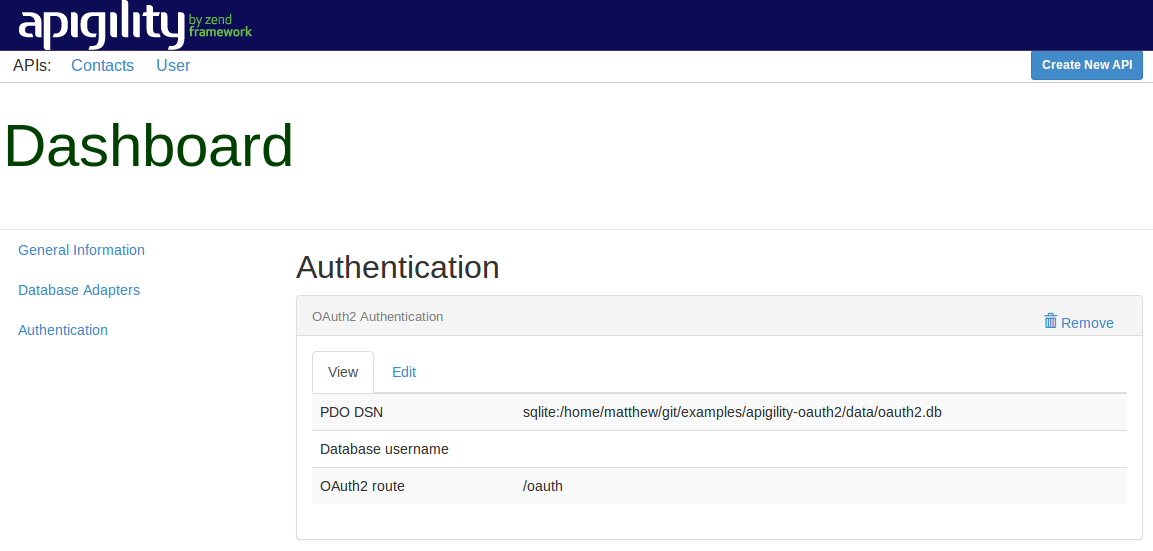 apigility by zend framework
APIs: Contacts User Create New API
Dashboard
General Information
Database Adapters
Authentication
Authentication
OAuth2 Authentication Remove
View Edit
PDO DSN sqlite:/home/matthew/git/examples/apigility-oauth2/data/oauth2.db
Database username
OAuth2 route /oauth